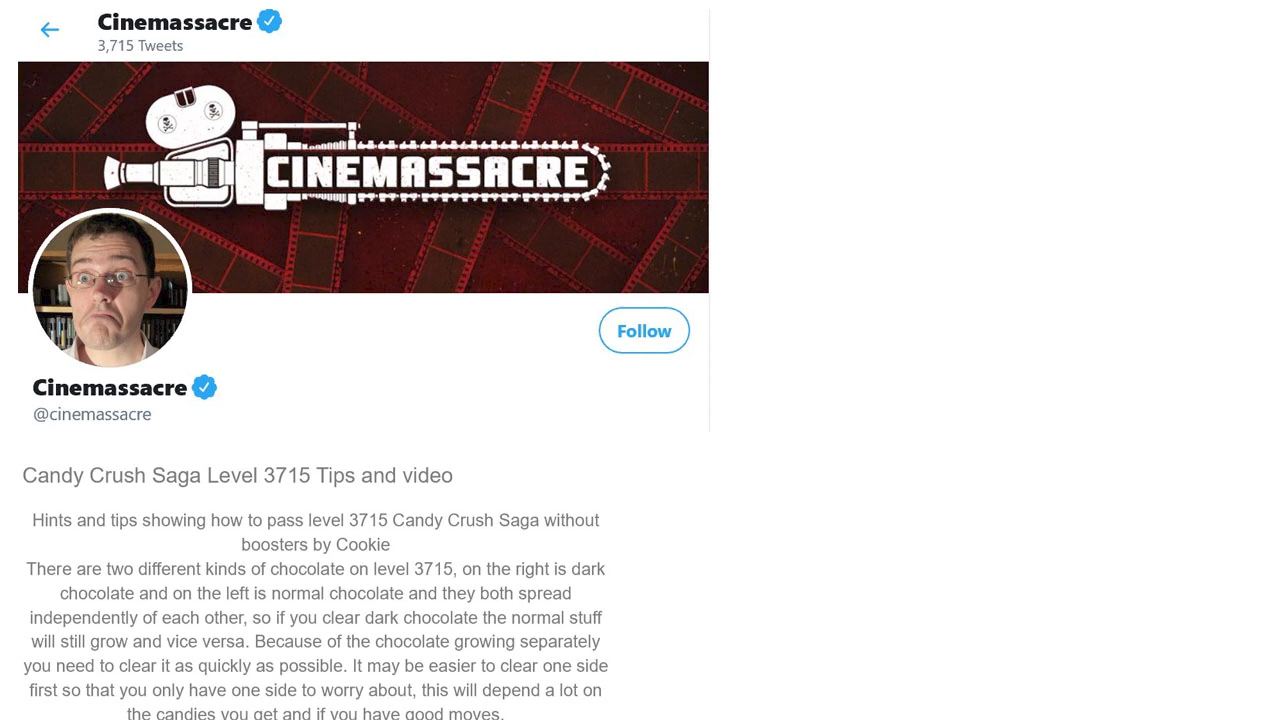 Cinemassacre
3,715 Tweets
CINEMASSACRE
Follow
Cinemassacre
@cinemassacre
Candy Crush Saga Level 3715 Tips and video
Hints and tips showing how to pass level 3715 Candy Crush Saga without
boosters by Cookie
There are two different kinds of chocolate on level 3715, on the right is dark
chocolate and on the left is normal chocolate and they both spread
independently of each other, so if you clear dark chocolate the normal stuff
will still grow and vice versa. Because of the chocolate growing separately
you need to clear it as quickly as possible. It may be easier to clear one side
first so that you only have one side to worry about, this will depend a lot on
the candies you get and if you have good moves.